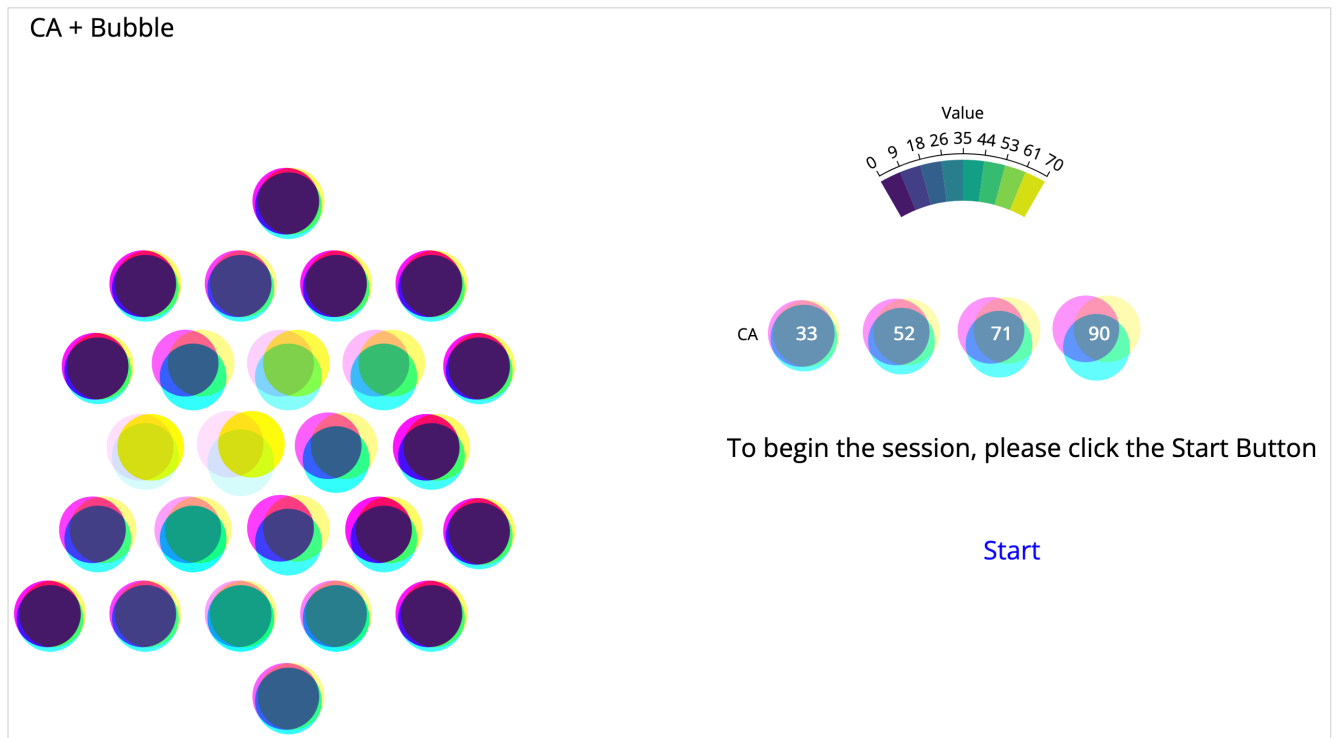 CA + Bubble
Value
0 9 18 26 35 44 53 61 70
CA 33 52 71 90
To begin the session, please click the Start Button
Start